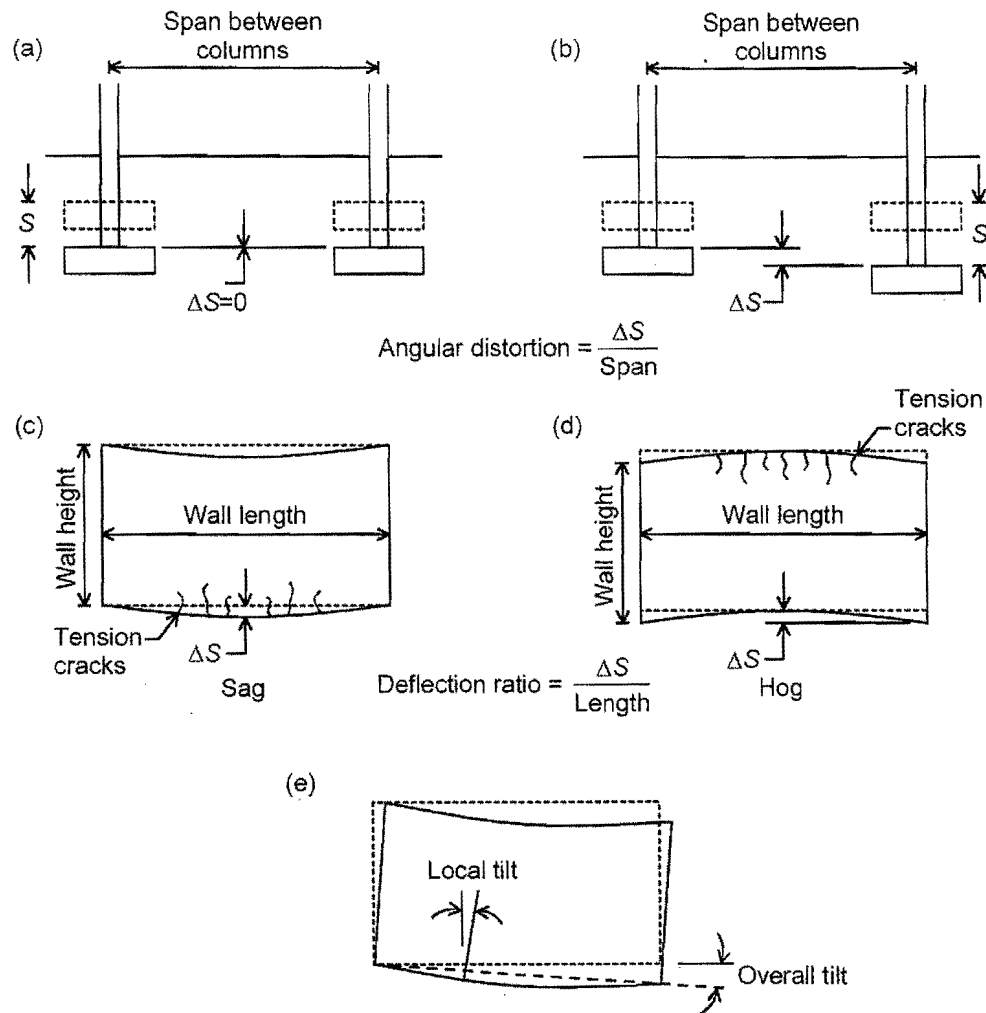 (a)
Span between
columns
S
ΔS=0
(b)
Span between
columns
S
ΔS
Angular distortion = ΔS
Span
(c)
Wall height
Wall length
Tension
cracks
ΔS
Sag
(d)
Tension
cracks
Wall height
Wall length
ΔS
Hog
Deflection ratio = ΔS
Length
(e)
Local tilt
Overall tilt